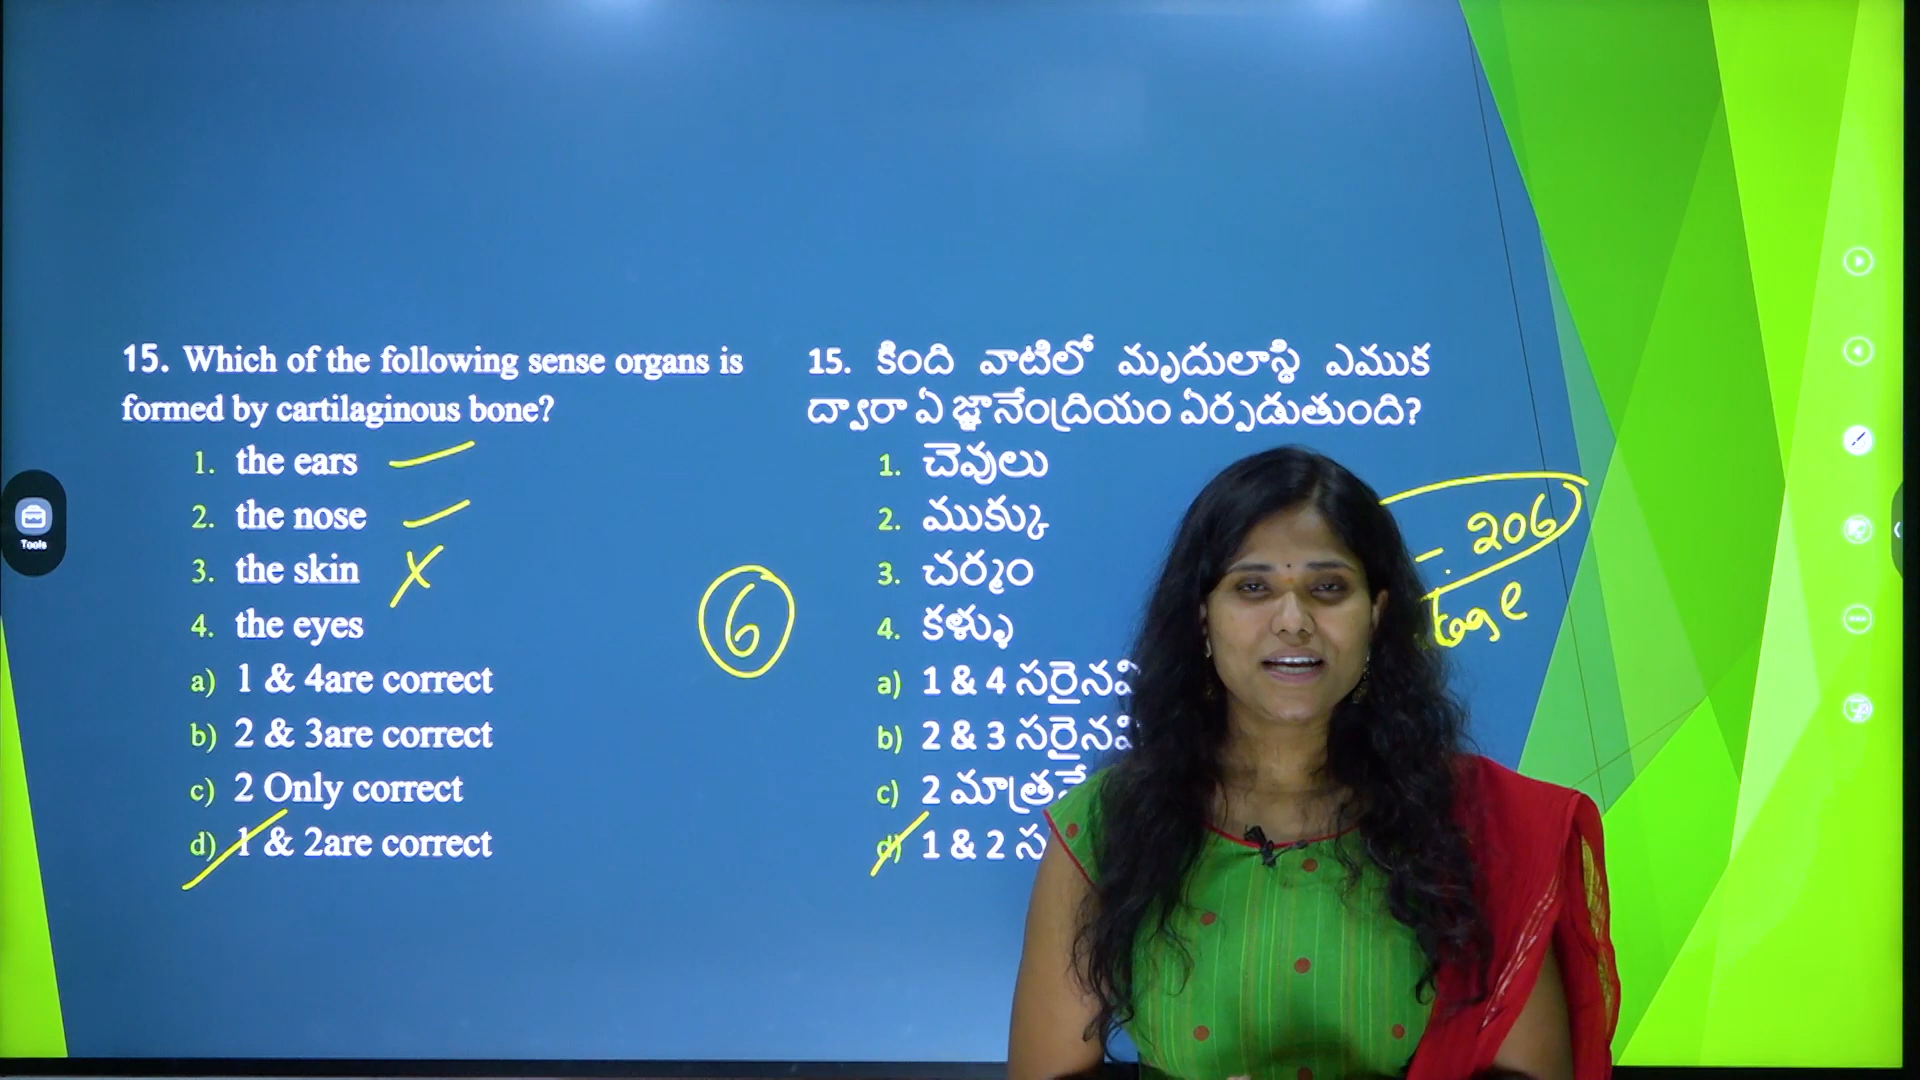 15. Which of the following sense organs is
formed by cartilaginous bone?
1. the ears
2. the nose
3. the skin
4. the eyes
a) 1 & 4are correct
b) 2 & 3are correct
c) 2 Only correct
d) 1 & 2are correct
6
15. కింది వాటిలో మృదులాస్థి ఎముక
ద్వారా ఏ జ్ఞానేంద్రియం ఏర్పడుతుంది?
1. చెవులు
2. ముక్కు
3. చర్మం
4. కళ్ళు
a) 1 & 4
b) 2 & 3
c) 2
d) 1 & 2
206
Tools